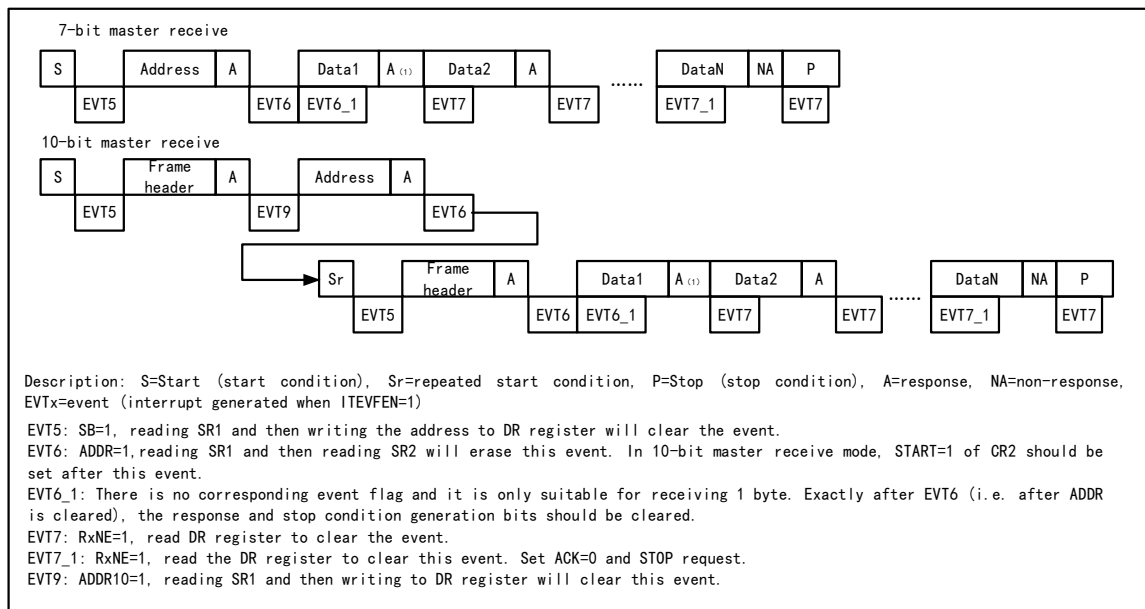 7-bit master receive
S Address A Data1 A (1) Data2 A ...... DataN NA P
EVT5 EVT6 EVT6_1 EVT7 EVT7 EVT7_1 EVT7
10-bit master receive
S Frame header A Address A
EVT5 EVT9 EVT6
Sr Frame header A Data1 A (1) Data2 A ...... DataN NA P
EVT5 EVT6 EVT6_1 EVT7 EVT7 EVT7_1 EVT7
Description: S=Start (start condition), Sr=repeated start condition, P=Stop (stop condition), A=response, NA=non-response,
EVTx=event (interrupt generated when ITEVFEN=1)
EVT5: SB=1, reading SR1 and then writing the address to DR register will clear the event.
EVT6: ADDR=1,reading SR1 and then reading SR2 will erase this event. In 10-bit master receive mode, START=1 of CR2 should be
set after this event.
EVT6_1: There is no corresponding event flag and it is only suitable for receiving 1 byte. Exactly after EVT6 (i.e. after ADDR
is cleared), the response and stop condition generation bits should be cleared.
EVT7: RxNE=1, read DR register to clear the event.
EVT7_1: RxNE=1, read the DR register to clear this event. Set ACK=0 and STOP request.
EVT9: ADDR10=1, reading SR1 and then writing to DR register will clear this event.